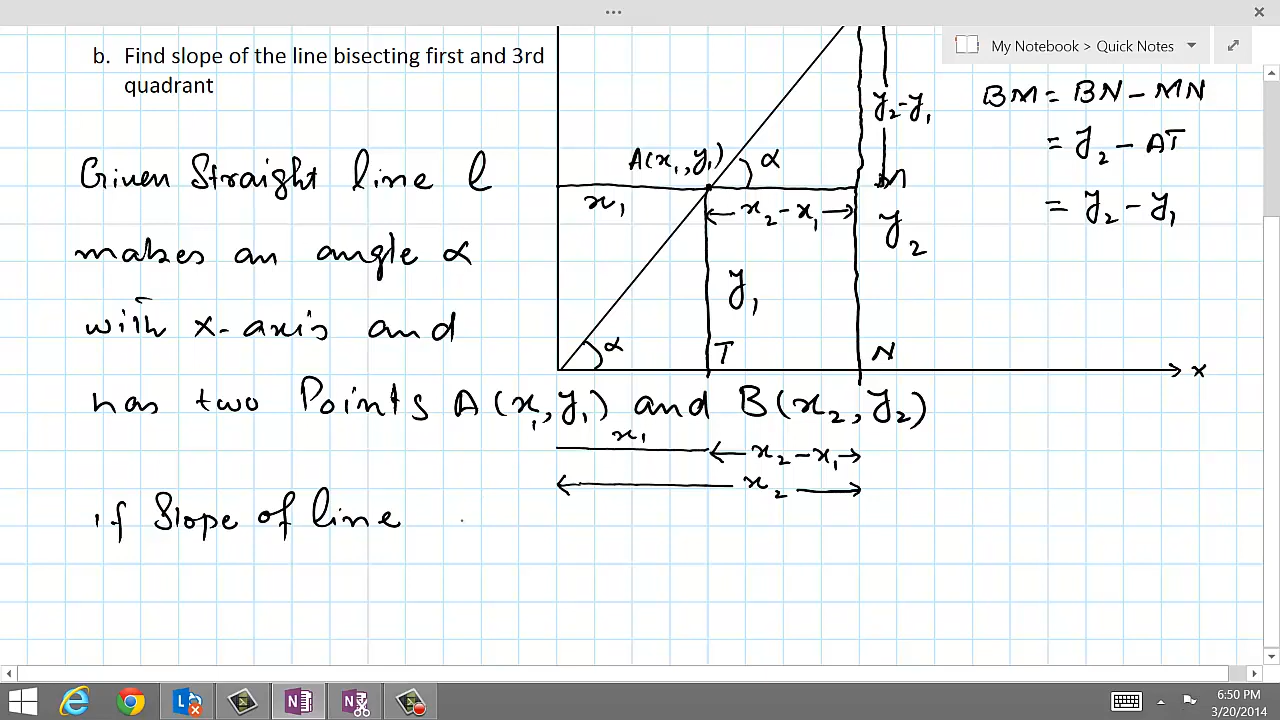 My Notebook > Quick Notes
b. Find slope of the line bisecting first and 3rd
quadrant
Given Straight line l
makes an angle α
with x-axis and
has two Points A(x₁,y₁) and B(x₂,y₂)
if Slope of line
A(x₁,y₁)
α
y₂-y₁
M
x₁
x₂-x₁
y₂
y₁
α
T
N
x
x₁
x₂-x₁
x₂
BM = BN - MN
= y₂ - AT
= y₂ - y₁
6:50 PM
3/20/2014